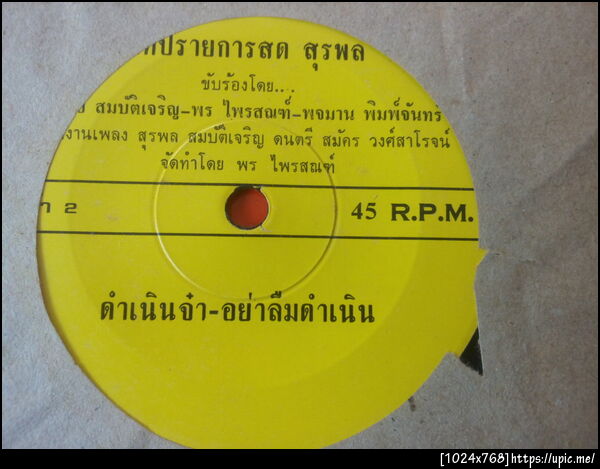 ปรายการสด สุรพล
ขับร้องโดย....
สมบัติเจริญ-พร ไพรสณฑ์-พจมาน พิมพ์จันทร์
งานเพลง สุรพล สมบัติเจริญ ดนตรี สมัคร วงศ์สาโรจน์
จัดทำโดย พร ไพรสณฑ์
2
45 R.P.M.
ดำเนินจ๋า-อย่าลืมดำเนิน
[1024x768]https://upic.me/